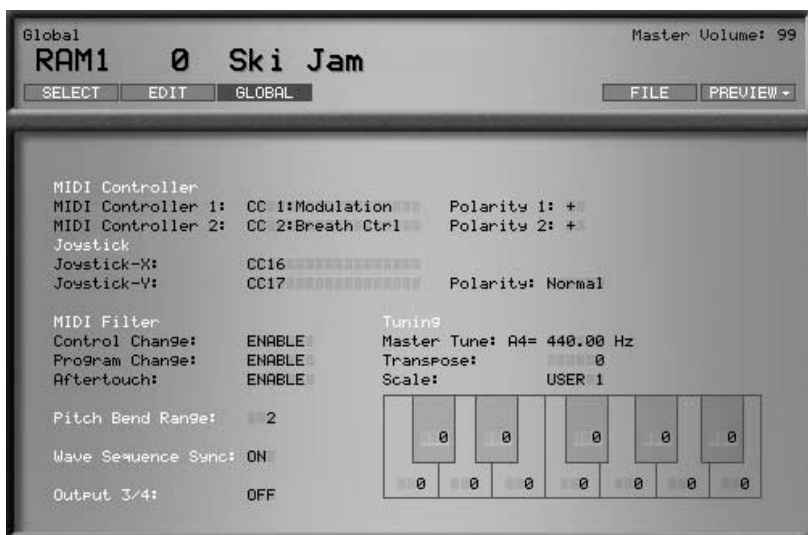 Global Master Volume: 99
RAM1 0 Ski Jam
SELECT EDIT GLOBAL FILE PREVIEW
MIDI Controller
MIDI Controller 1: CC 1:Modulation Polarity 1: +
MIDI Controller 2: CC 2:Breath Ctrl Polarity 2: +
Joystick
Joystick-X: CC16
Joystick-Y: CC17 Polarity: Normal
MIDI Filter Tuning
Control Change: ENABLE Master Tune: A4= 440.00 Hz
Program Change: ENABLE Transpose: 0
Aftertouch: ENABLE Scale: USER 1
Pitch Bend Range: 2
0 0 0 0 0
Wave Sequence Sync: ON
0 0 0 0 0 0 0
Output 3/4: OFF